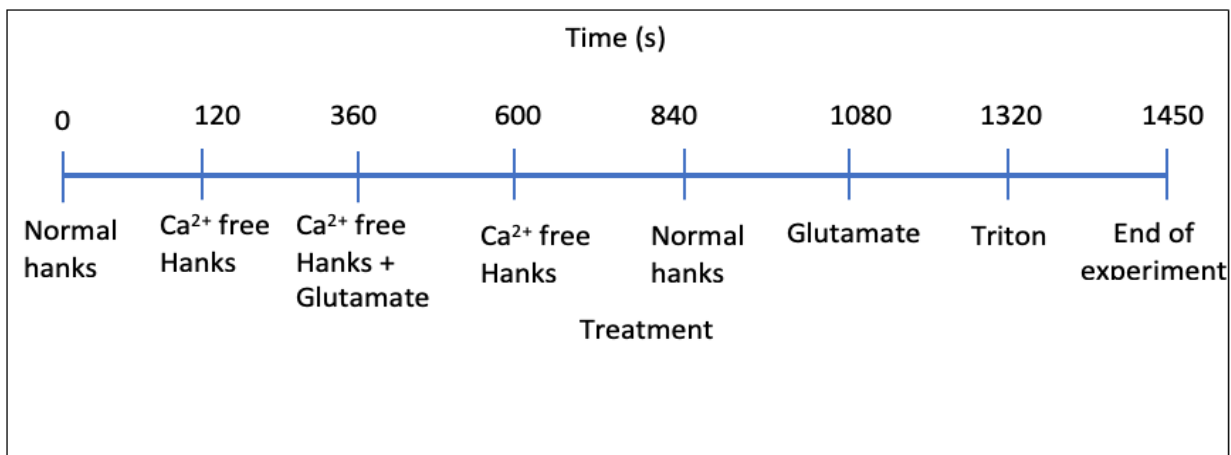 Time (s)
0 120 360 600 840 1080 1320 1450
Normal hanks
Ca²⁺ free Hanks
Ca²⁺ free Hanks + Glutamate
Ca²⁺ free Hanks
Normal hanks
Glutamate
Triton
End of experiment
Treatment